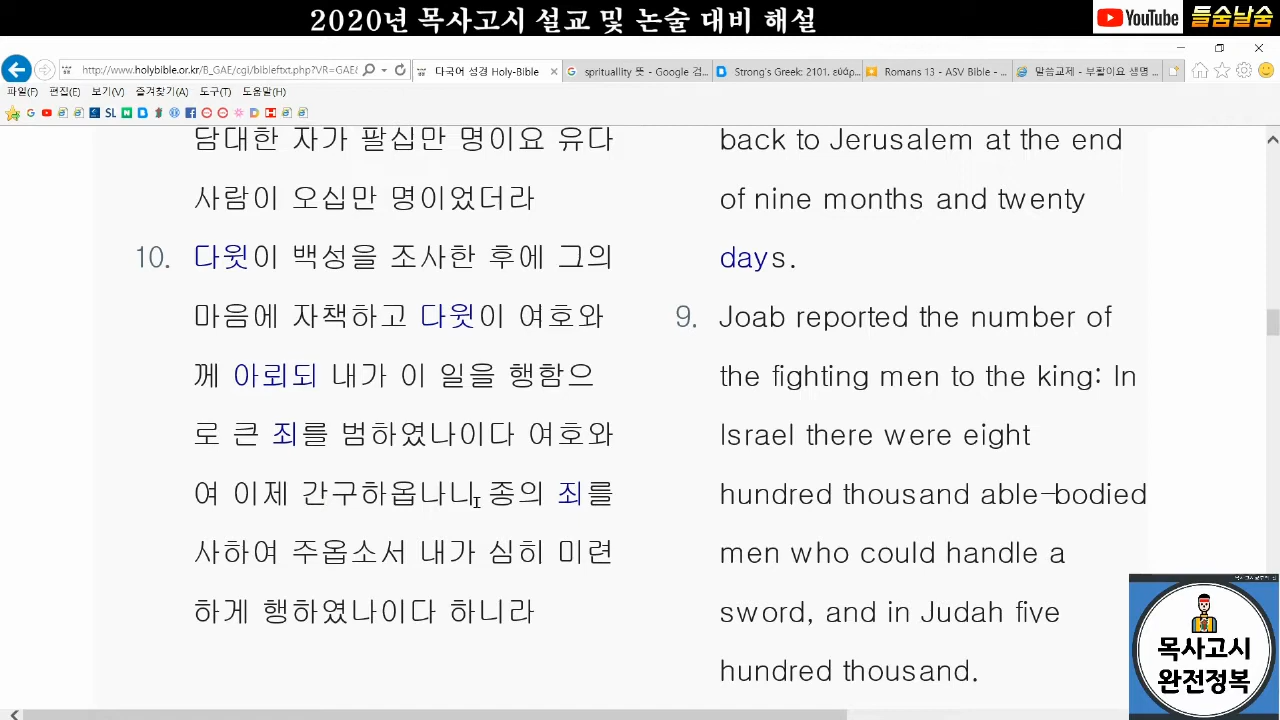 2020년 목사고시 설교 및 논술 대비 해설
YouTube 들숨날숨
http://www.holybible.or.kr/B_GAE/cgi/bibleftxt.php?VR=GAE&
다국어 성경 Holy-Bible
sprituallity 뜻 - Google 검...
Strong's Greek: 2101. εὐάρ...
Romans 13 - ASV Bible - ...
말씀교제 - 부활이요 생명 ...
파일(F) 편집(E) 보기(V) 즐겨찾기(A) 도구(T) 도움말(H)
담대한 자가 팔십만 명이요 유다
사람이 오십만 명이었더라
10. 다윗이 백성을 조사한 후에 그의
마음에 자책하고 다윗이 여호와
께 아뢰되 내가 이 일을 행함으
로 큰 죄를 범하였나이다 여호와
여 이제 간구하옵나니 종의 죄를
사하여 주옵소서 내가 심히 미련
하게 행하였나이다 하니라
back to Jerusalem at the end
of nine months and twenty
days.
9. Joab reported the number of
the fighting men to the king: In
Israel there were eight
hundred thousand able-bodied
men who could handle a
sword, and in Judah five
hundred thousand.
목사고시
완전정복